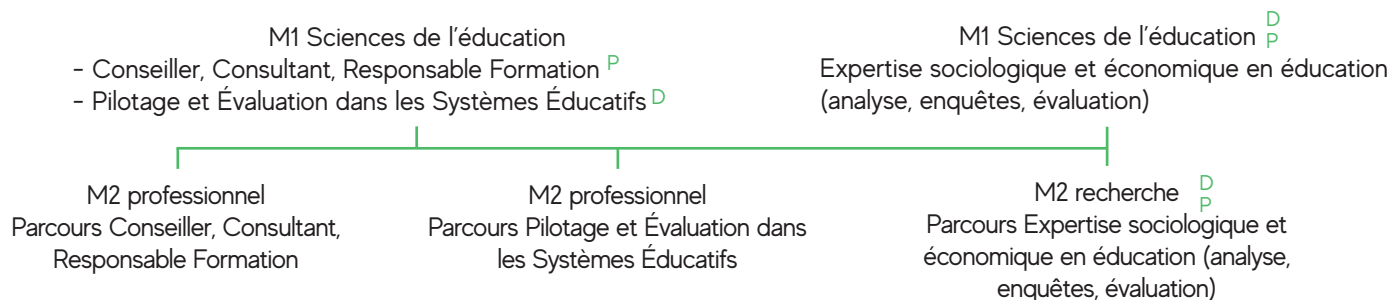 M1 Sciences de l'éducation
- Conseiller, Consultant, Responsable Formation P
- Pilotage et Évaluation dans les Systèmes Éducatifs D
M1 Sciences de l'éducation D P
Expertise sociologique et économique en éducation
(analyse, enquêtes, évaluation)
M2 professionnel
Parcours Conseiller, Consultant,
Responsable Formation
M2 professionnel
Parcours Pilotage et Évaluation dans
les Systèmes Éducatifs
M2 recherche D P
Parcours Expertise sociologique et
économique en éducation (analyse,
enquêtes, évaluation)